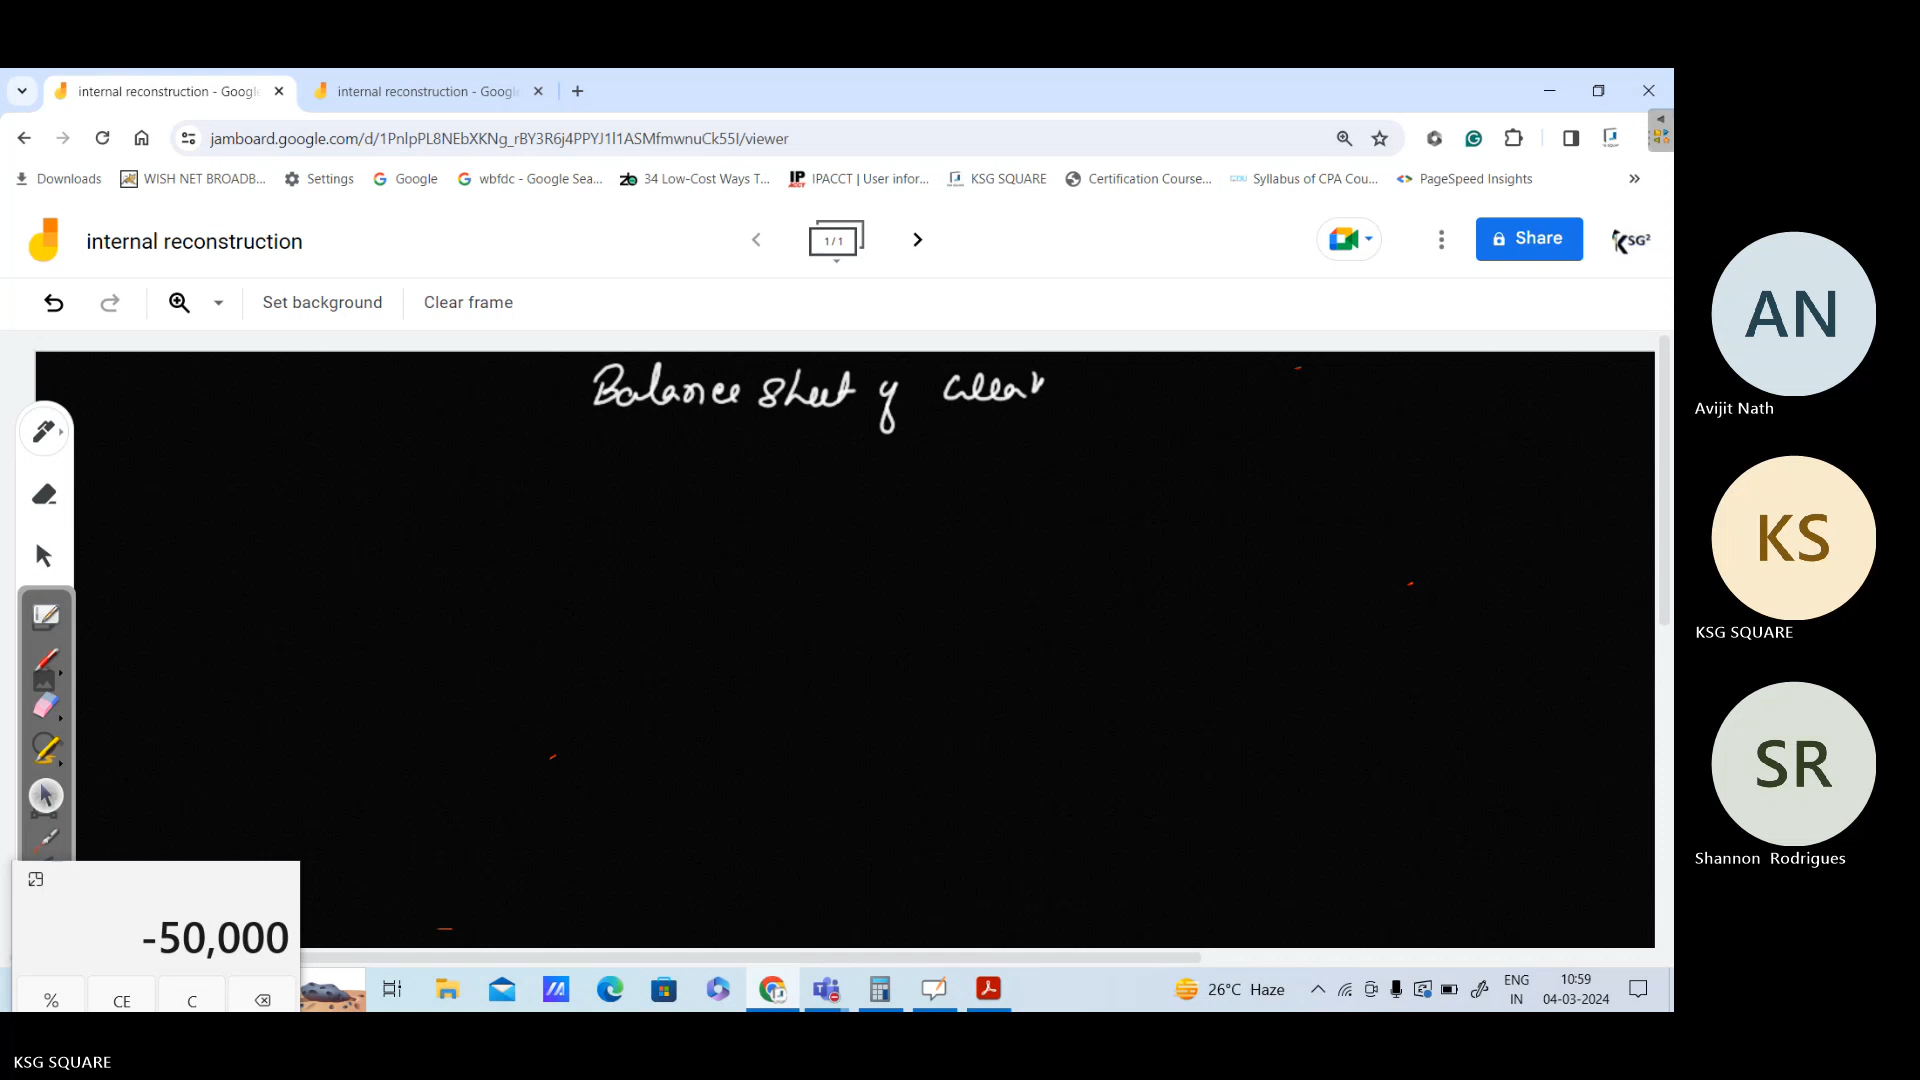 internal reconstruction - Google
internal reconstruction - Google
jamboard.google.com/d/1PnlpPL8NEbXKNg_rBY3R6j4PPYJ1l1ASMfmwnuCk55I/viewer
Downloads
WISH NET BROADB...
Settings
Google
wbfdc - Google Sea...
34 Low-Cost Ways T...
IPACCT | User infor...
KSG SQUARE
Certification Course...
Syllabus of CPA Cou...
PageSpeed Insights
internal reconstruction
1 / 1
Share
KSG²
Set background
Clear frame
Balance sheet of
AN
Avijit Nath
KS
KSG SQUARE
SR
Shannon Rodrigues
-50,000
%
CE
C
26°C Haze
ENG
IN
10:59
04-03-2024
KSG SQUARE